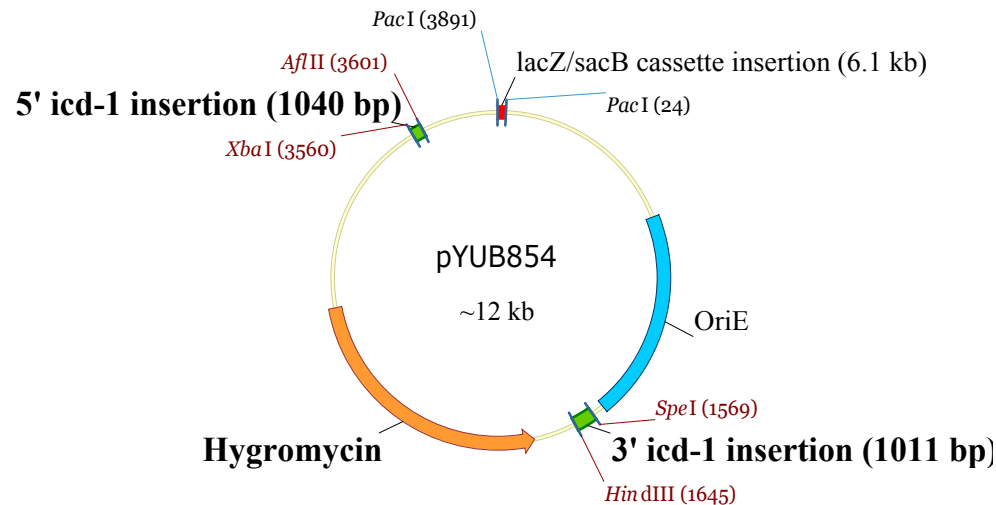 PacI (3891)
lacZ/sacB cassette insertion (6.1 kb)
AflII (3601)
5' icd-1 insertion (1040 bp)
PacI (24)
XbaI (3560)
pYUB854
~12 kb
OriE
SpeI (1569)
Hygromycin
3' icd-1 insertion (1011 bp)
HindIII (1645)